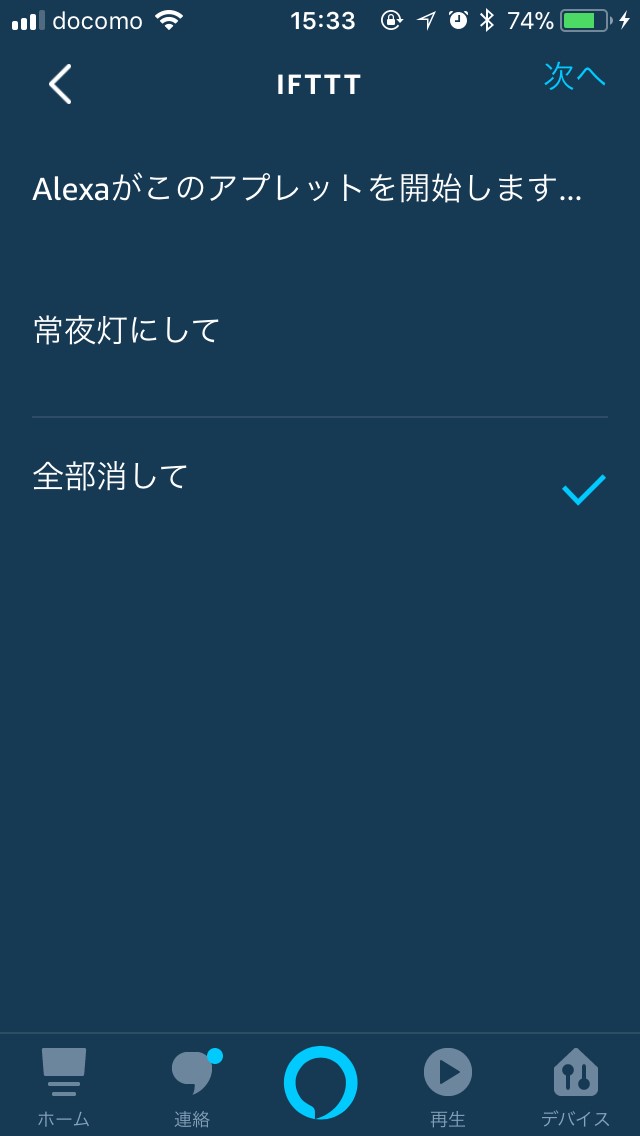 docomo 15:33 74%
IFTTT
次へ
Alexaがこのアプレットを開始します...
常夜灯にして
全部消して
ホーム 連絡 再生 デバイス